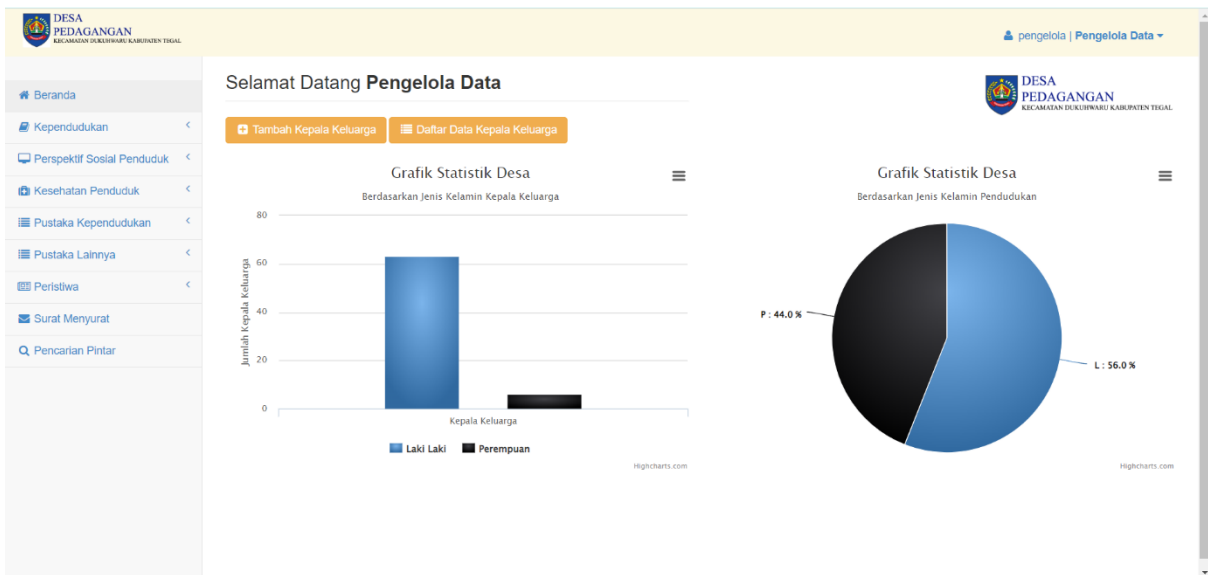 DESA
PEDAGANGAN
KECAMATAN DUKUHWARU KABUPATEN TEGAL
pengelola | Pengelola Data
Beranda
Kependudukan
Perspektif Sosial Penduduk
Kesehatan Penduduk
Pustaka Kependudukan
Pustaka Lainnya
Peristiwa
Surat Menyurat
Pencarian Pintar
Selamat Datang Pengelola Data
DESA
PEDAGANGAN
KECAMATAN DUKUHWARU KABUPATEN TEGAL
Tambah Kepala Keluarga
Daftar Data Kepala Keluarga
Grafik Statistik Desa
Berdasarkan Jenis Kelamin Kepala Keluarga
Jumlah Kepala Keluarga
80
60
40
20
0
Kepala Keluarga
Laki Laki Perempuan
Highcharts.com
Grafik Statistik Desa
Berdasarkan Jenis Kelamin Pendudukan
P : 44.0 %
L : 56.0 %
Highcharts.com